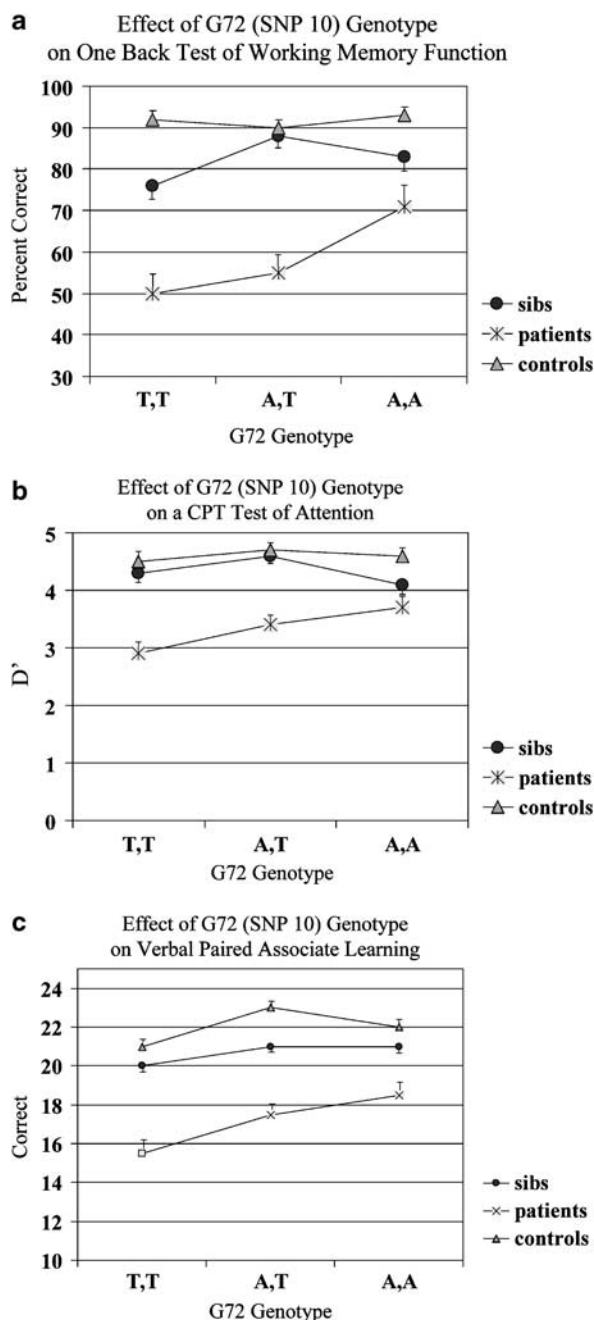 a
Effect of G72 (SNP 10) Genotype
on One Back Test of Working Memory Function
100
90
80
70
60
50
40
30
Percent Correct
T,T A,T A,A
G72 Genotype
sibs
patients
controls
b
Effect of G72 (SNP 10) Genotype
on a CPT Test of Attention
5
4
3
2
1
0
D'
T,T A,T A,A
G72 Genotype
sibs
patients
controls
c
Effect of G72 (SNP 10) Genotype
on Verbal Paired Associate Learning
24
22
20
18
16
14
12
10
Correct
T,T A,T A,A
G72 Genotype
sibs
patients
controls